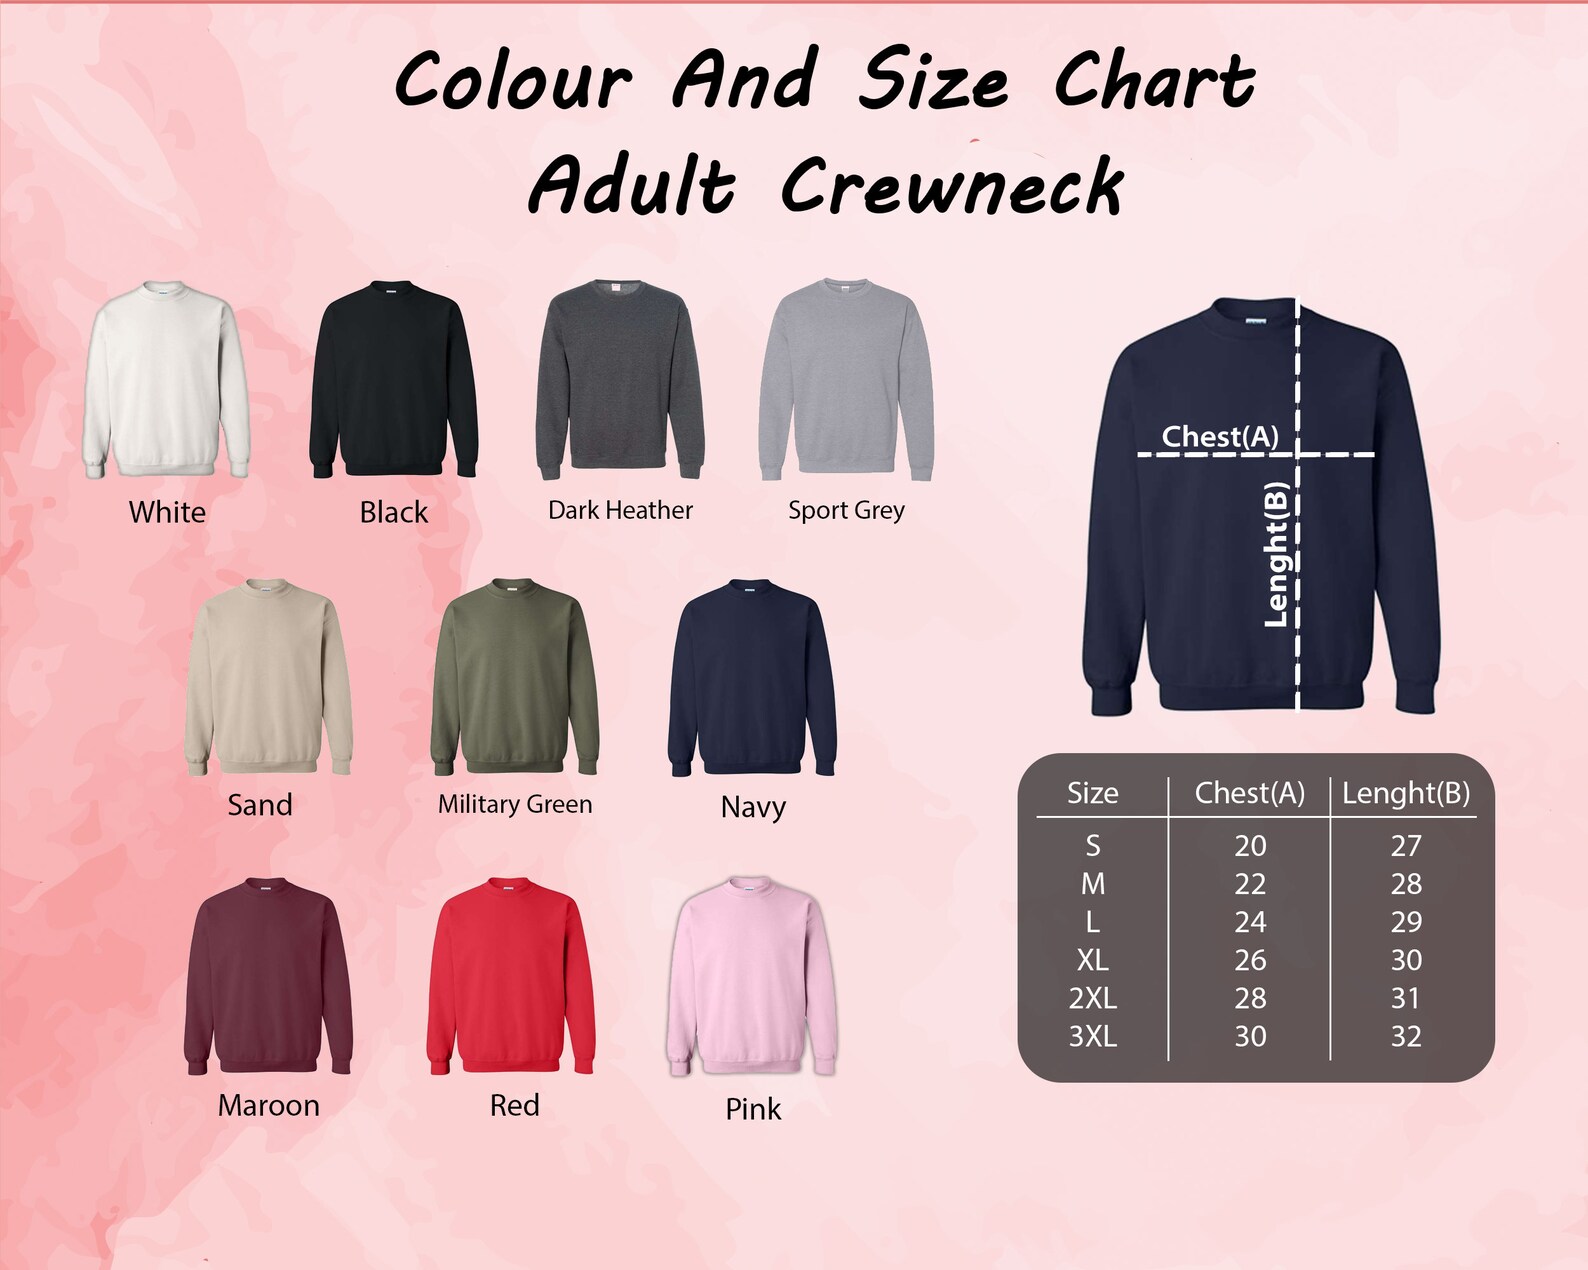 Colour And Size Chart
Adult Crewneck
White
Black
Dark Heather
Sport Grey
Sand
Military Green
Navy
Maroon
Red
Pink
Chest(A)
Lenght(B)
Size Chest(A) Lenght(B)
S 20 27
M 22 28
L 24 29
XL 26 30
2XL 28 31
3XL 30 32